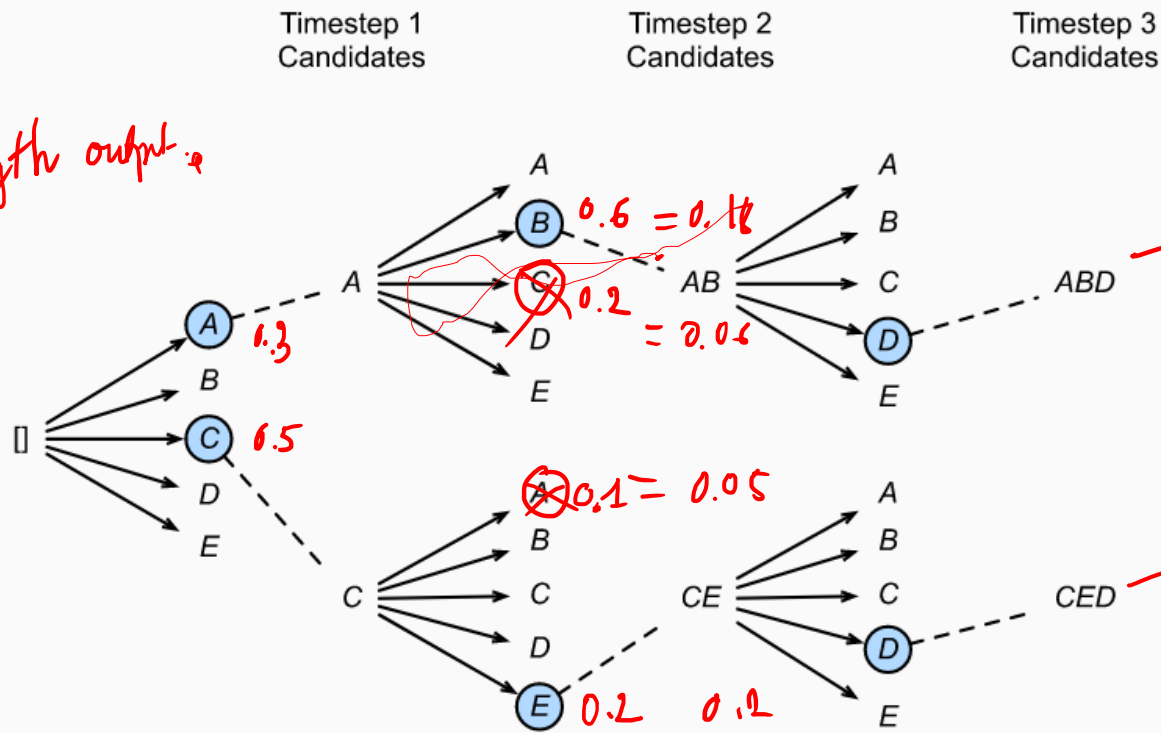 Timestep 1
Candidates
Timestep 2
Candidates
Timestep 3
Candidates
gth output.
A
B 0.6 = 0.18
C 0.2
= 0.06
D
E
A
A
B
C
D
E
AB
ABD
[]
A 0.3
B
C 0.5
D
E
A 0.1 = 0.05
B
C
D
E 0.2 0.2
C
CE
A
B
C
D
E
CED